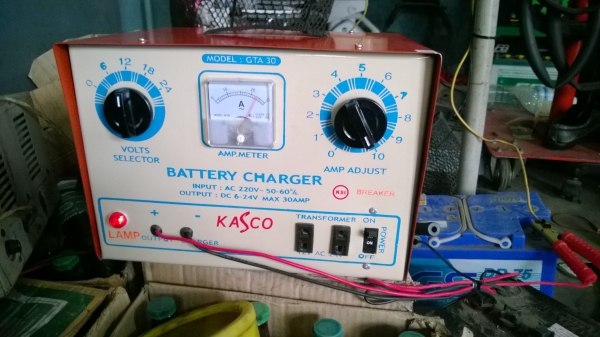 MODEL : GTA 30
0 6 12 18 24
VOLTS
SELECTOR
A
AMP.METER
0 1 2 3 4 5 6 7 8 9 10
AMP ADJUST
BATTERY CHARGER
INPUT : AC 220V~ 50-60
OUTPUT : DC 6-24V MAX 30AMP
BREAKER
KASCO
TRANSFORMER
ON
POWER
OFF
+ -
LAMP
OUTPUT